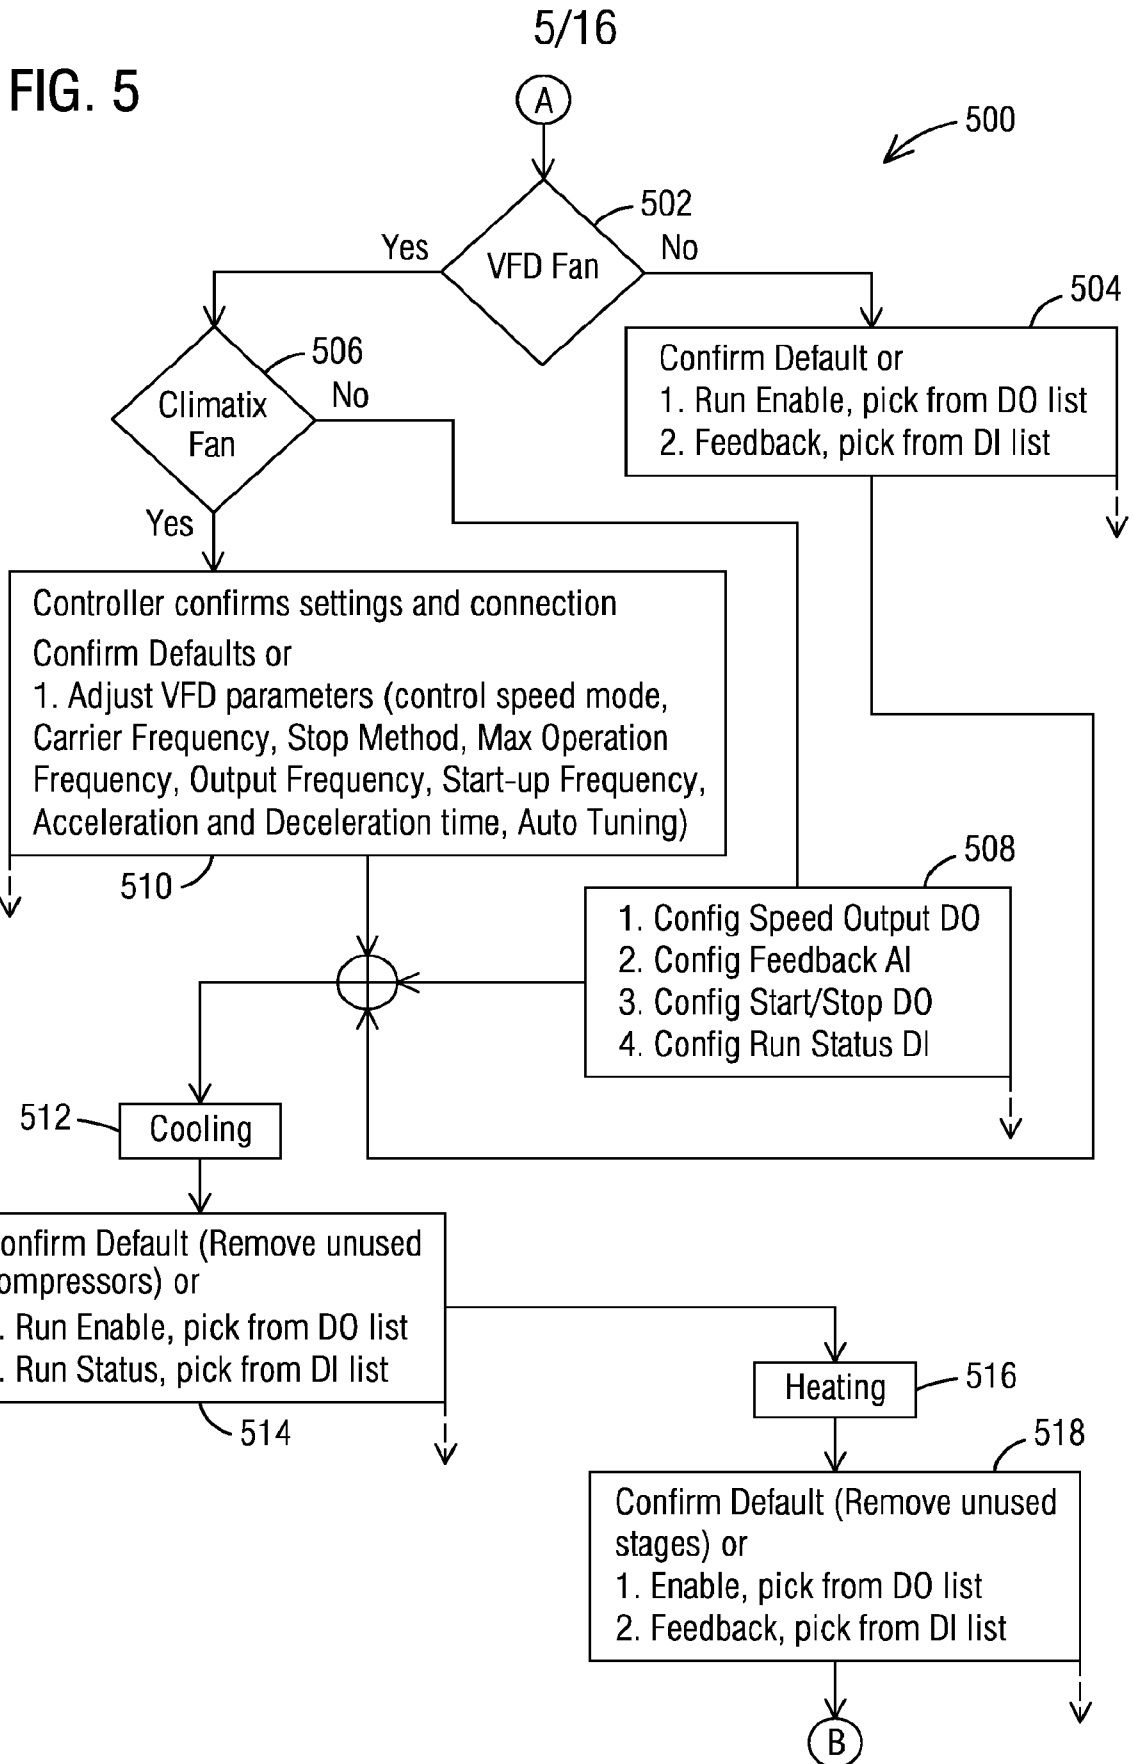 5/16
FIG. 5
A
500
502
Yes
VFD Fan
No
504
Confirm Default or
1. Run Enable, pick from DO list
2. Feedback, pick from DI list
506
Climatix
Fan
No
Yes
Controller confirms settings and connection
Confirm Defaults or
1. Adjust VFD parameters (control speed mode,
Carrier Frequency, Stop Method, Max Operation
Frequency, Output Frequency, Start-up Frequency,
Acceleration and Deceleration time, Auto Tuning)
510
508
1. Config Speed Output DO
2. Config Feedback AI
3. Config Start/Stop DO
4. Config Run Status DI
512
Cooling
onfirm Default (Remove unused
ompressors) or
. Run Enable, pick from DO list
. Run Status, pick from DI list
514
Heating
516
518
Confirm Default (Remove unused
stages) or
1. Enable, pick from DO list
2. Feedback, pick from DI list
B